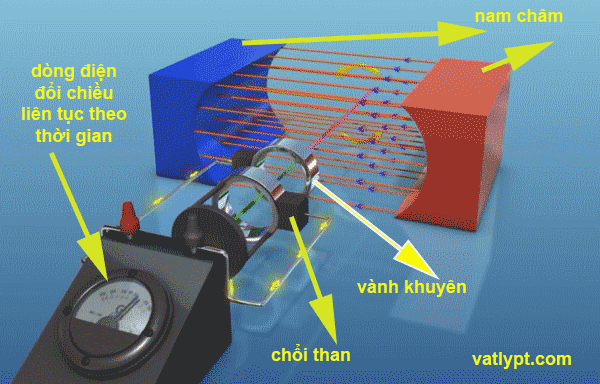 nam châm
dòng điện
đổi chiều
liên tục theo
thời gian
vành khuyên
chổi than
vatlypt.com